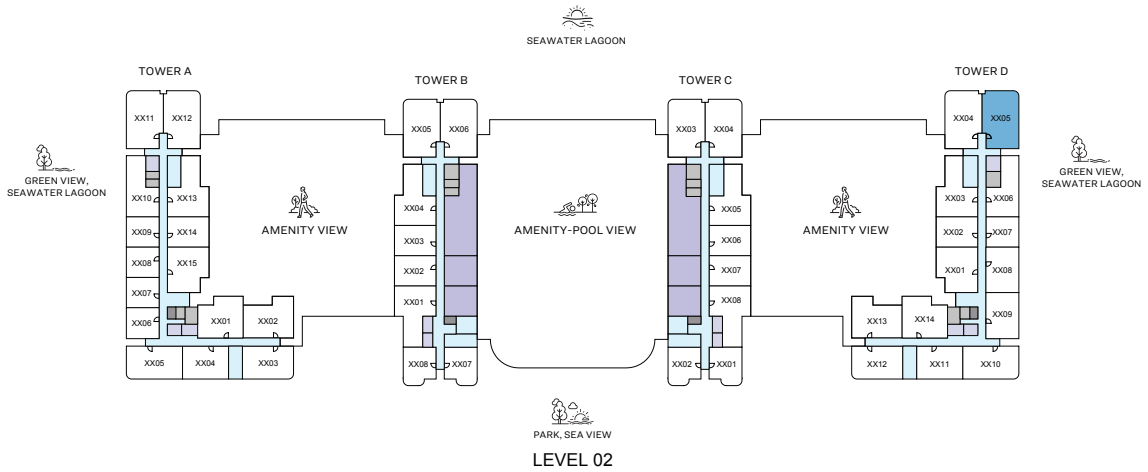 SEAWATER LAGOON
TOWER A
TOWER B
TOWER C
TOWER D
XX11 XX12
XX05 XX06
XX03 XX04
XX04 XX05
GREEN VIEW,
SEAWATER LAGOON
GREEN VIEW,
SEAWATER LAGOON
XX10 XX13
XX04
XX05
XX03 XX06
AMENITY VIEW
AMENITY-POOL VIEW
AMENITY VIEW
XX09 XX14
XX03
XX06
XX02 XX07
XX08 XX15
XX02
XX07
XX01 XX08
XX07
XX01
XX08
XX06 XX01 XX02
XX13 XX14 XX09
XX05 XX04 XX03
XX08 XX07
XX02 XX01
XX12 XX11 XX10
PARK, SEA VIEW
LEVEL 02